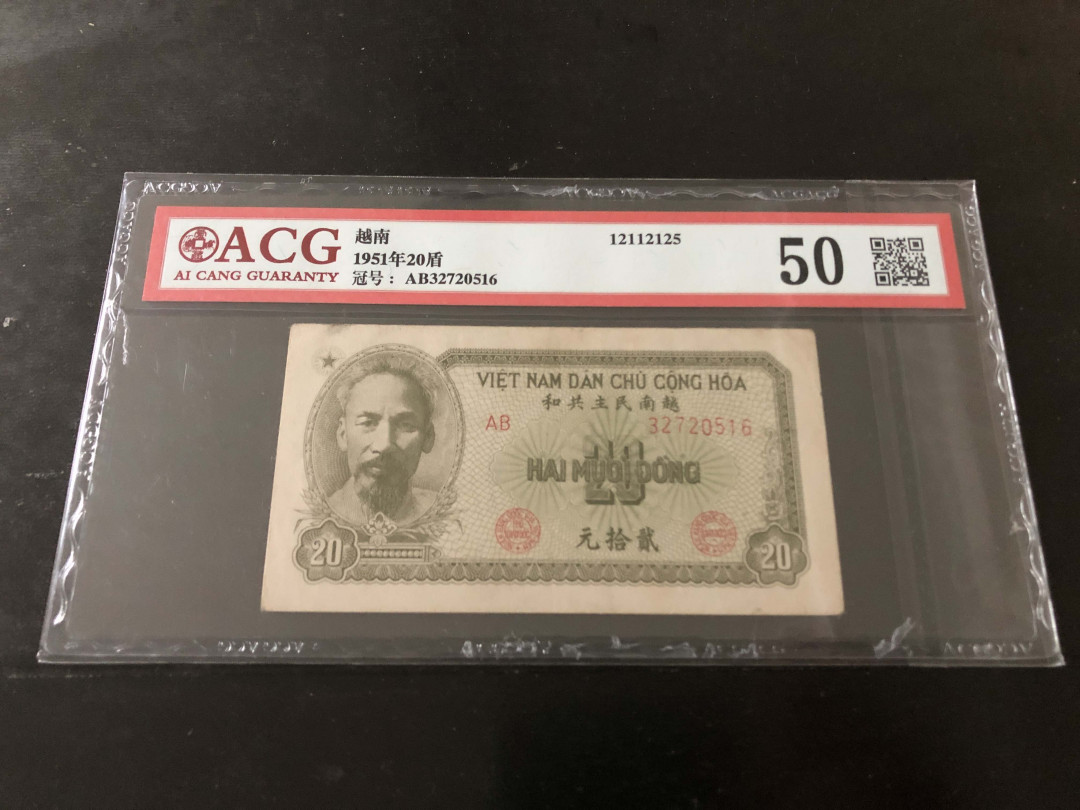 ACG
AI CANG GUARANTY
越南
1951年20盾
冠号： AB32720516
12112125
50
VIỆT NAM DÂN CHỦ CỘNG HÒA
和共主民南越
AB 32720516
20
HAI MƯƠI ĐỒNG
元拾貳
20
20